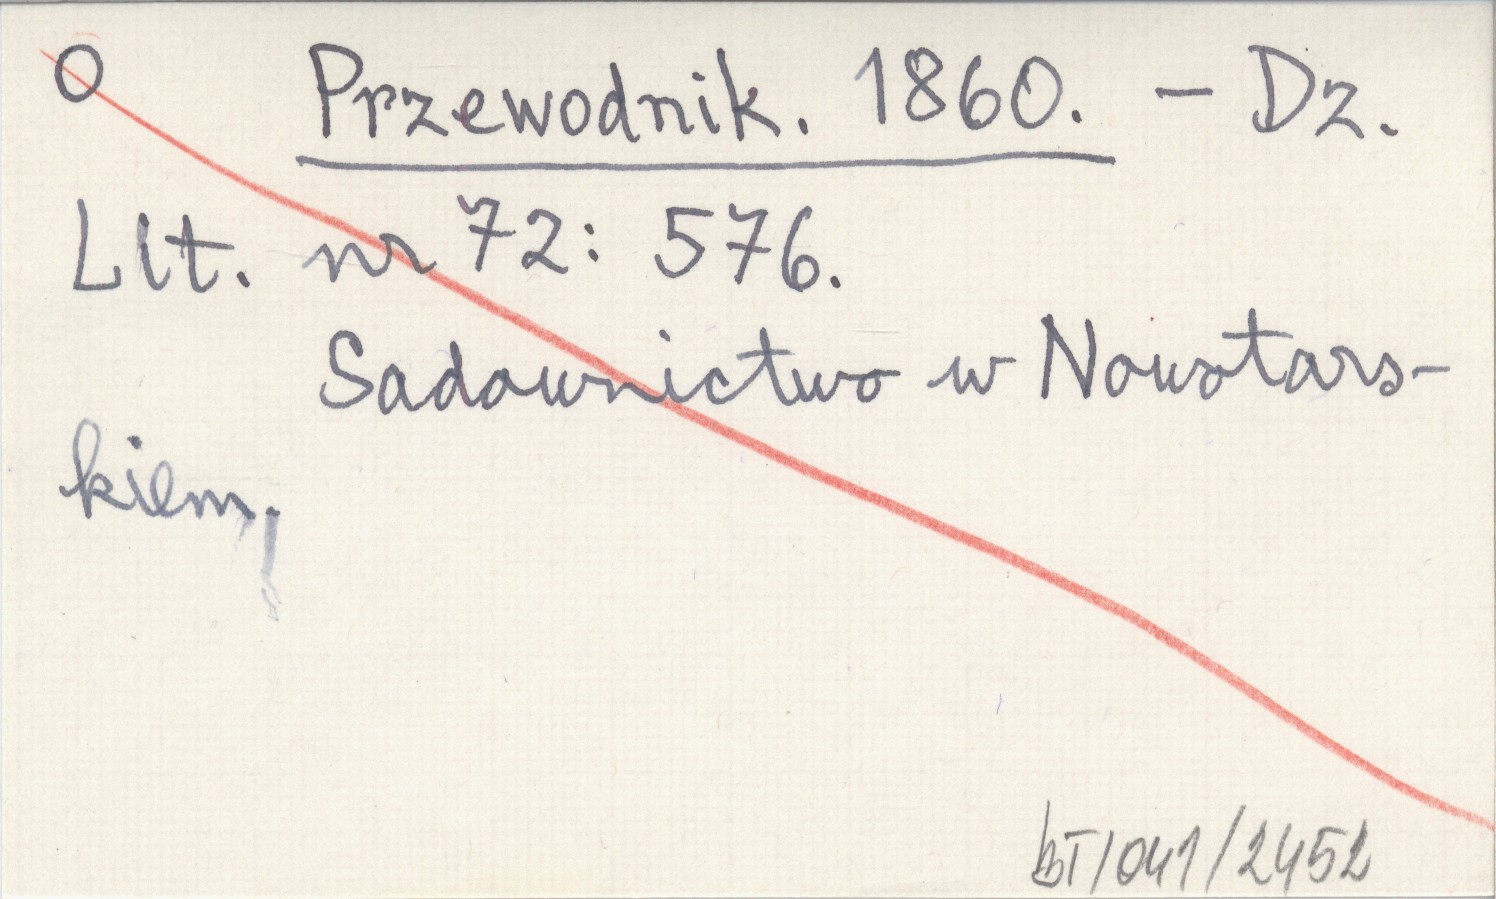 O Przewodnik. 1860. – Dz.
Lit. nr 72: 576.
Sadownictwo w Nowotars-
kiem.
bT/041/2452